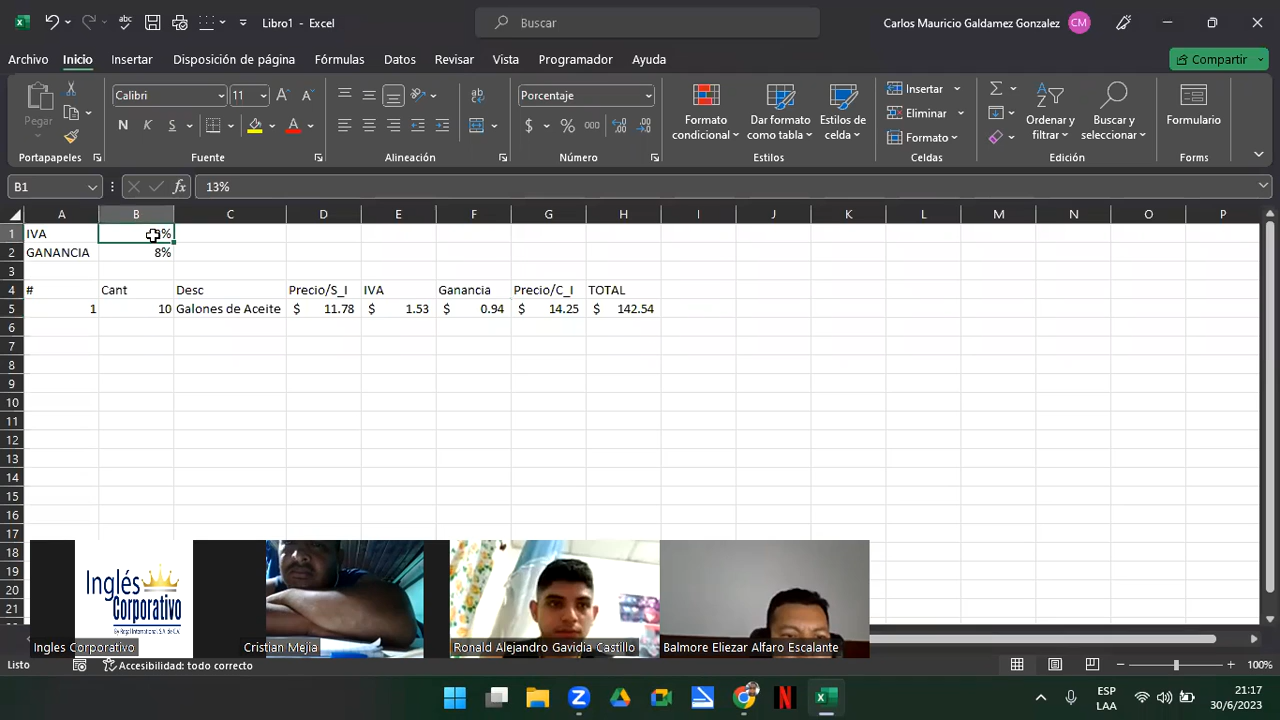 Libro1 - Excel
Buscar
Carlos Mauricio Galdamez Gonzalez
CM
Archivo
Inicio
Insertar
Disposición de página
Fórmulas
Datos
Revisar
Vista
Programador
Ayuda
Compartir
Pegar
Calibri
11
N
K
S
Porcentaje
$
%
000
Formato condicional
Dar formato como tabla
Estilos de celda
Insertar
Eliminar
Formato
Ordenar y filtrar
Buscar y seleccionar
Formulario
Portapapeles
Fuente
Alineación
Número
Estilos
Celdas
Edición
Forms
B1
13%
A B C D E F G H I J K L M N O P
1 IVA
2 GANANCIA 8%
3
4 # Cant Desc Precio/S_I IVA Ganancia Precio/C_I TOTAL
5 1 10 Galones de Aceite $ 11.78 $ 1.53 $ 0.94 $ 14.25 $ 142.54
6
7
8
9
10
11
12
13
14
15
16
17
18
19
20
21
Inglés
Corporativo
By Regal International, S.A. de C.V.
Ingles Corporativo
Cristian Mejia
Ronald Alejandro Gavidia Castillo
Balmore Eliezar Alfaro Escalante
Listo
Accesibilidad: todo correcto
100%
ESP
LAA
21:17
30/6/2023